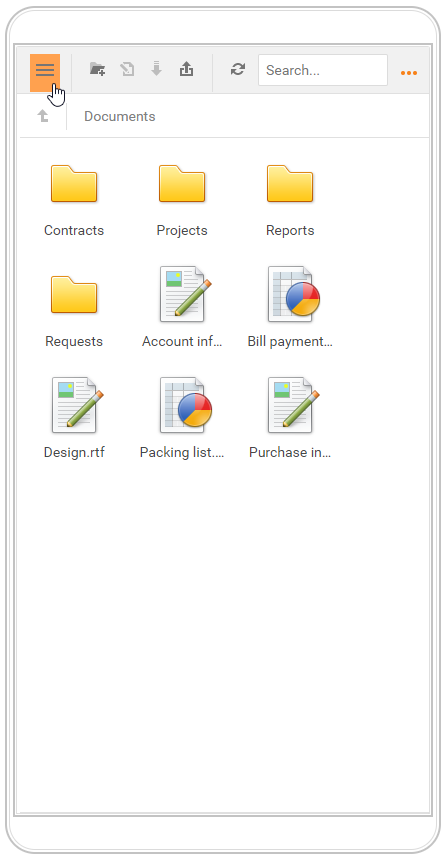 Search...
Documents
Contracts Projects Reports
Requests Account inf... Bill payment...
Design.rtf Packing list.... Purchase in...